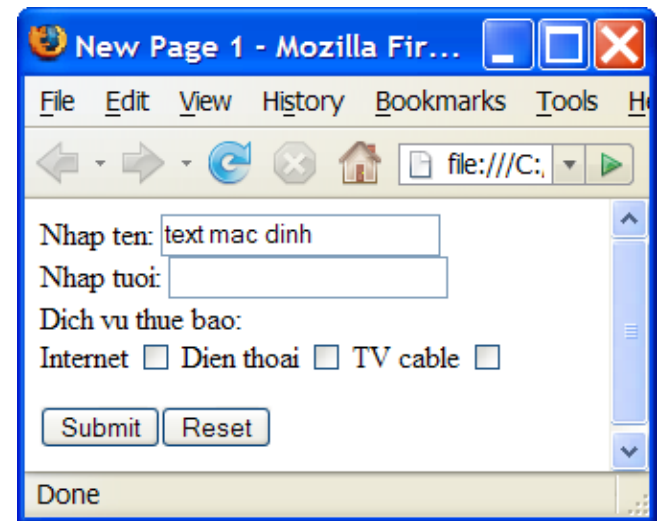 New Page 1 - Mozilla Fir...
File Edit View History Bookmarks Tools He
file:///C:,
Nhap ten: text mac dinh
Nhap tuoi:
Dich vu thue bao:
Internet Dien thoai TV cable
Submit Reset
Done